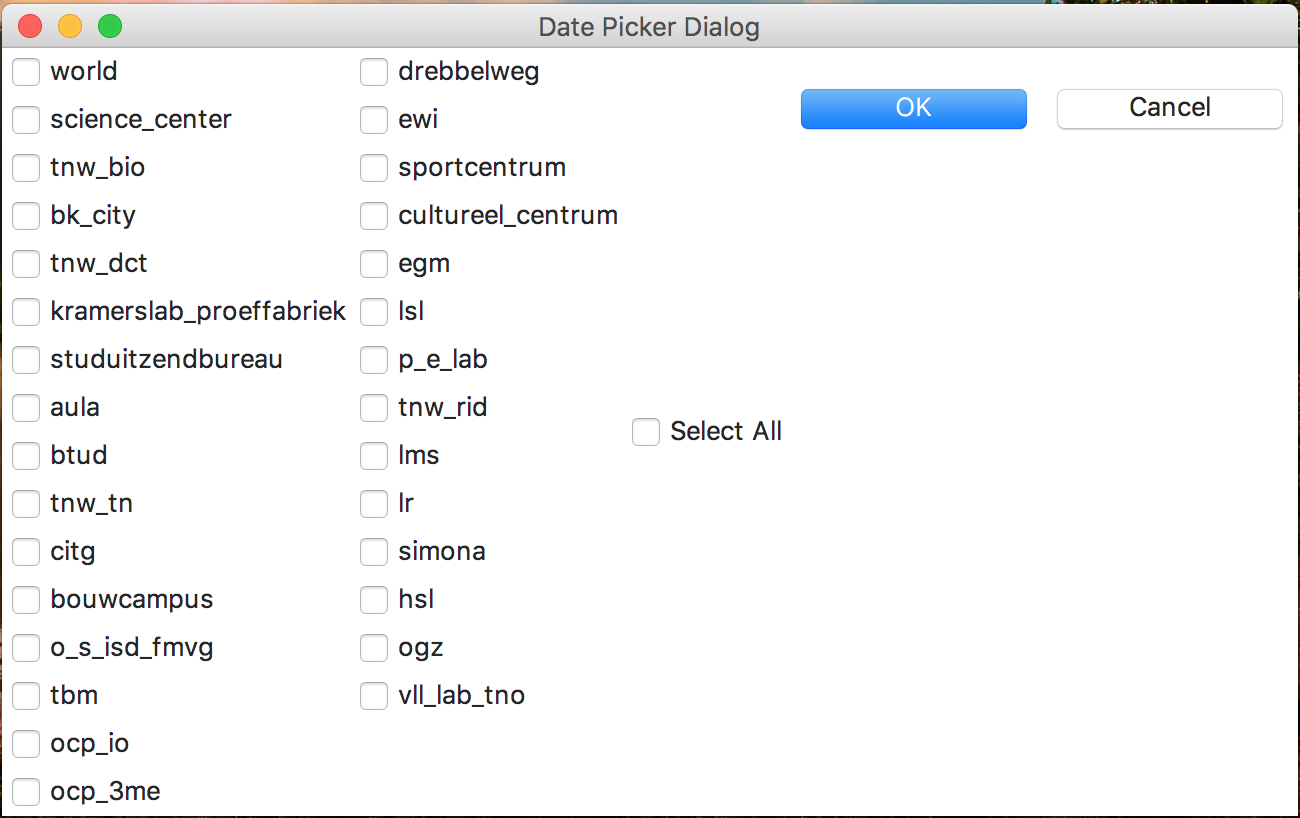 Date Picker Dialog
world
science_center
tnw_bio
bk_city
tnw_dct
kramerslab_proeffabriek
studuitzendbureau
aula
btud
tnw_tn
citg
bouwcampus
o_s_isd_fmvg
tbm
ocp_io
ocp_3me
drebbelweg
ewi
sportcentrum
cultureel_centrum
egm
lsl
p_e_lab
tnw_rid
lms
lr
simona
hsl
ogz
vll_lab_tno
Select All
OK
Cancel